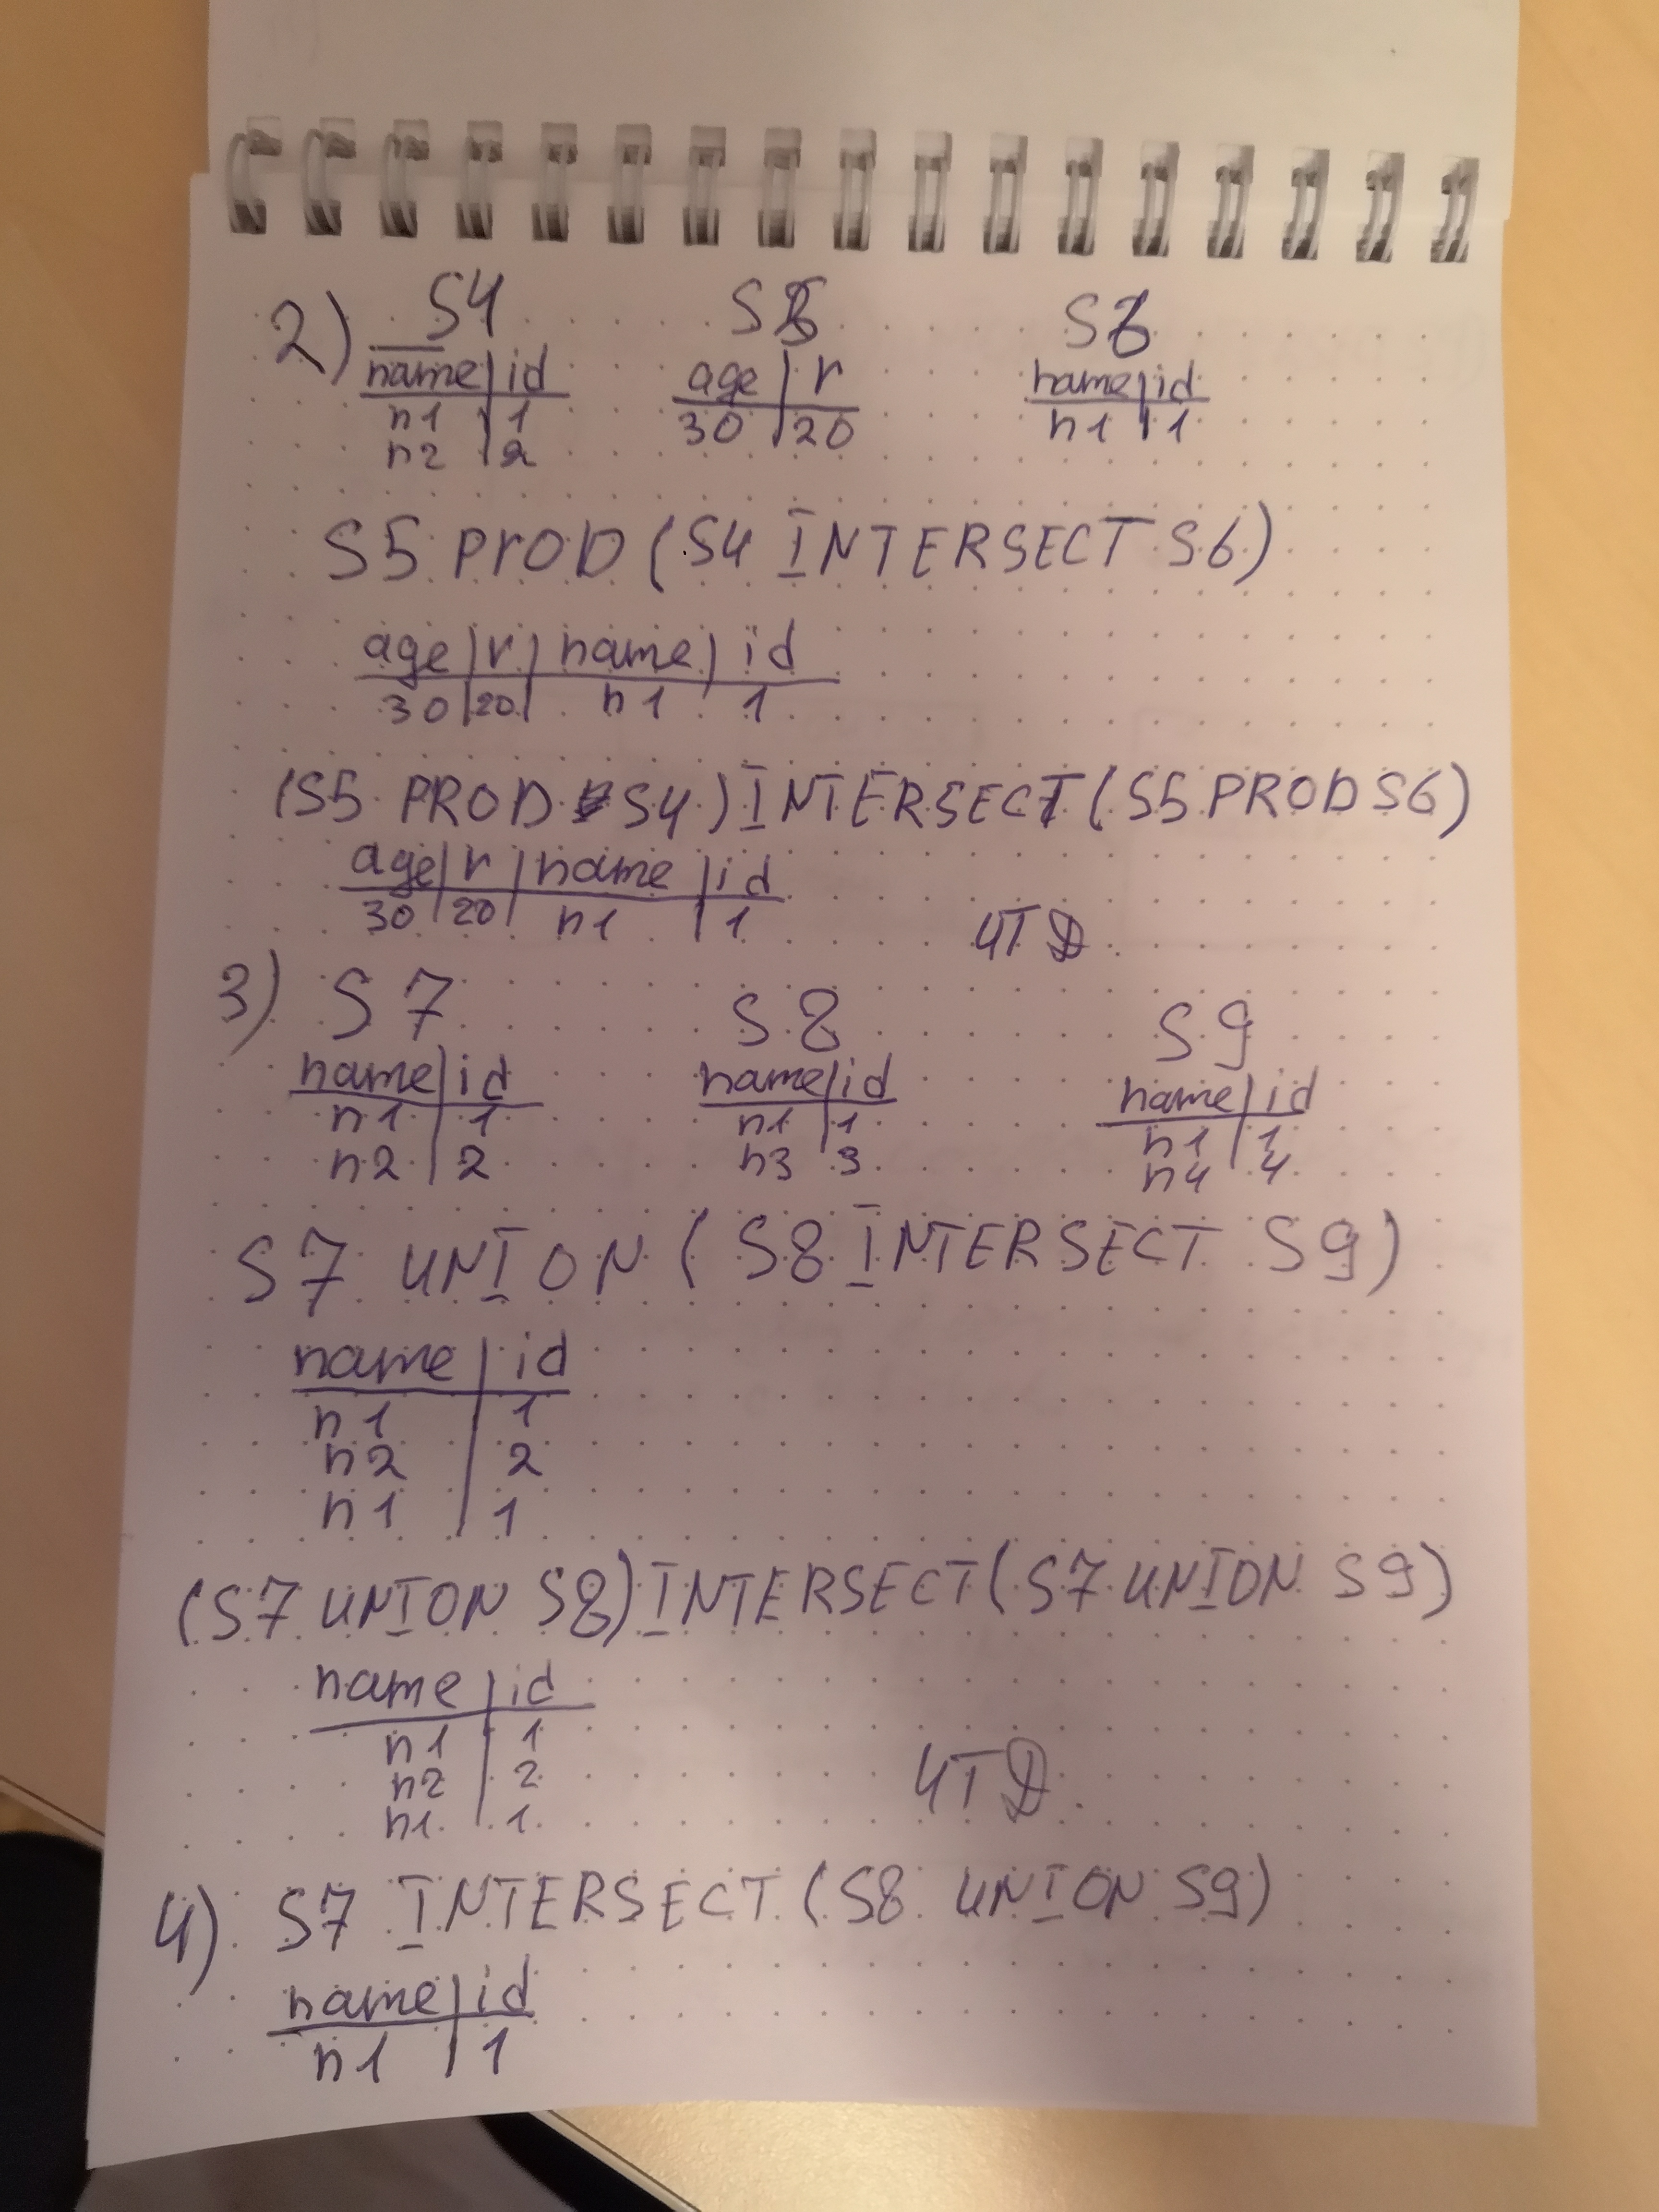 2) S4 S5 S6
name | id age | r name | id
n1 | 1 30 | 20 n1 | 1
n2 | 2
S5 PrOD (S4 INTERSECT S6)
age | r | name | id
30 | 20 | n1 1
(S5 PROD S4) INTERSECT (S5 PROD S6)
age | r | name | id
30 | 20 | n1 | 1
ЧТД.
3) S7 S8 S9
name | id name | id name | id
n1 | 1 n1 | 1 n1 | 1
n2 | 2 n3 3 n4 4
S7 UNION (S8 INTERSECT S9)
name | id
n1 | 1
n2 | 2
n1 | 1
(S7 UNION S8) INTERSECT (S7 UNION S9)
name | id
n1 | 1
n2 | 2
n1 | 1
ЧТД.
4) S7 INTERSECT (S8 UNION S9)
name | id
n1 | 1